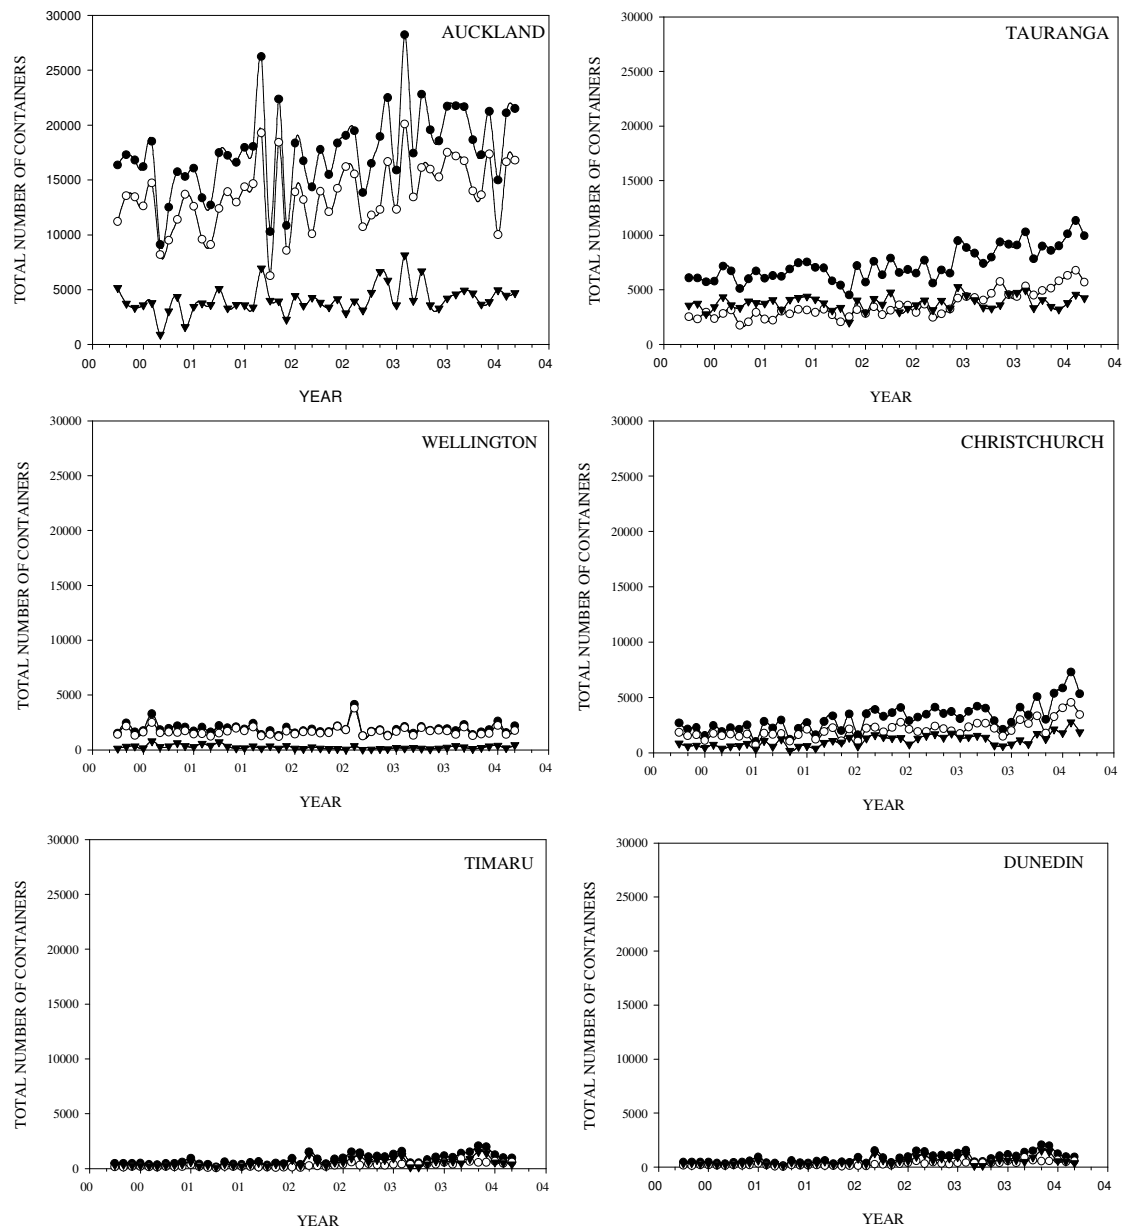 AUCKLAND
TOTAL NUMBER OF CONTAINERS
30000
25000
20000
15000
10000
5000
0
00 00 01 01 02 02 03 03 04 04
YEAR
TAURANGA
TOTAL NUMBER OF CONTAINERS
30000
25000
20000
15000
10000
5000
0
00 00 01 01 02 02 03 03 04 04
YEAR
WELLINGTON
TOTAL NUMBER OF CONTAINERS
30000
25000
20000
15000
10000
5000
0
00 00 01 01 02 02 03 03 04 04
YEAR
CHRISTCHURCH
TOTAL NUMBER OF CONTAINERS
30000
25000
20000
15000
10000
5000
0
00 00 01 01 02 02 03 03 04 04
YEAR
TIMARU
TOTAL NUMBER OF CONTAINERS
30000
25000
20000
15000
10000
5000
0
00 00 01 01 02 02 03 03 04 04
YEAR
DUNEDIN
TOTAL NUMBER OF CONTAINERS
30000
25000
20000
15000
10000
5000
0
00 00 01 01 02 02 03 03 04 04
YEAR